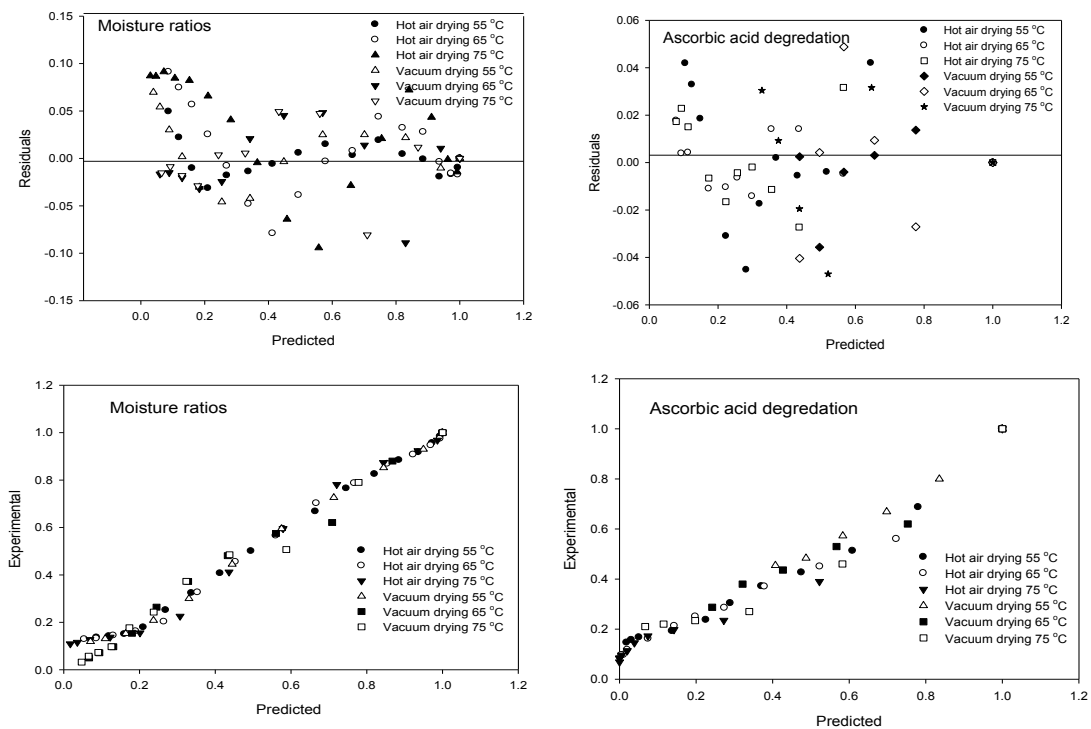 Moisture ratios
Hot air drying 55 °C
Hot air drying 65 °C
Hot air drying 75 °C
Vacuum drying 55 °C
Vacuum drying 65 °C
Vacuum drying 75 °C
0.15
0.10
0.05
0.00
-0.05
-0.10
-0.15
Residuals
0.0 0.2 0.4 0.6 0.8 1.0 1.2
Predicted
Ascorbic acid degredation
Hot air drying 55 °C
Hot air drying 65 °C
Hot air drying 75 °C
Vacuum drying 55 °C
Vacuum drying 65 °C
Vacuum drying 75 °C
0.06
0.04
0.02
0.00
-0.02
-0.04
-0.06
Residuals
0.0 0.2 0.4 0.6 0.8 1.0 1.2
Predicted
Moisture ratios
1.2
1.0
0.8
0.6
0.4
0.2
0.0
Experimental
Hot air drying 55 °C
Hot air drying 65 °C
Hot air drying 75 °C
Vacuum drying 55 °C
Vacuum drying 65 °C
Vacuum drying 75 °C
0.0 0.2 0.4 0.6 0.8 1.0 1.2
Predicted
Ascorbic acid degredation
1.2
1.0
0.8
0.6
0.4
0.2
0.0
Experimental
Hot air drying 55 °C
Hot air drying 65 °C
Hot air drying 75 °C
Vacuum drying 55 °C
Vacuum drying 65 °C
Vacuum drying 75 °C
0.0 0.2 0.4 0.6 0.8 1.0 1.2
Predicted